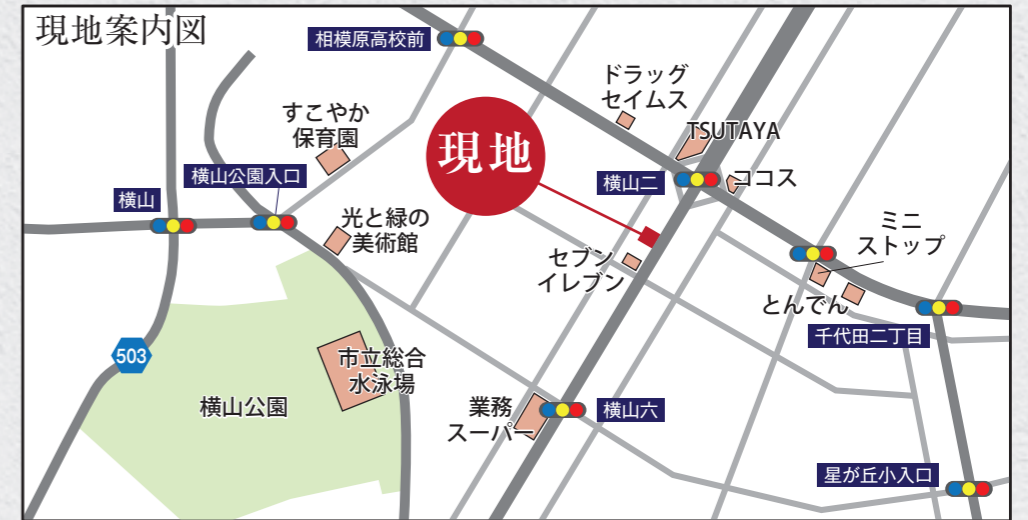 現地案内図
相模原高校前
ドラッグ
セイムス
すこやか
保育園
現地
TSUTAYA
横山公園入口
横山二
ココス
横山
光と緑の
美術館
ミニ
ストップ
セブン
イレブン
とんでん
千代田二丁目
503
市立総合
水泳場
横山公園
業務
スーパー
横山六
星が丘小入口